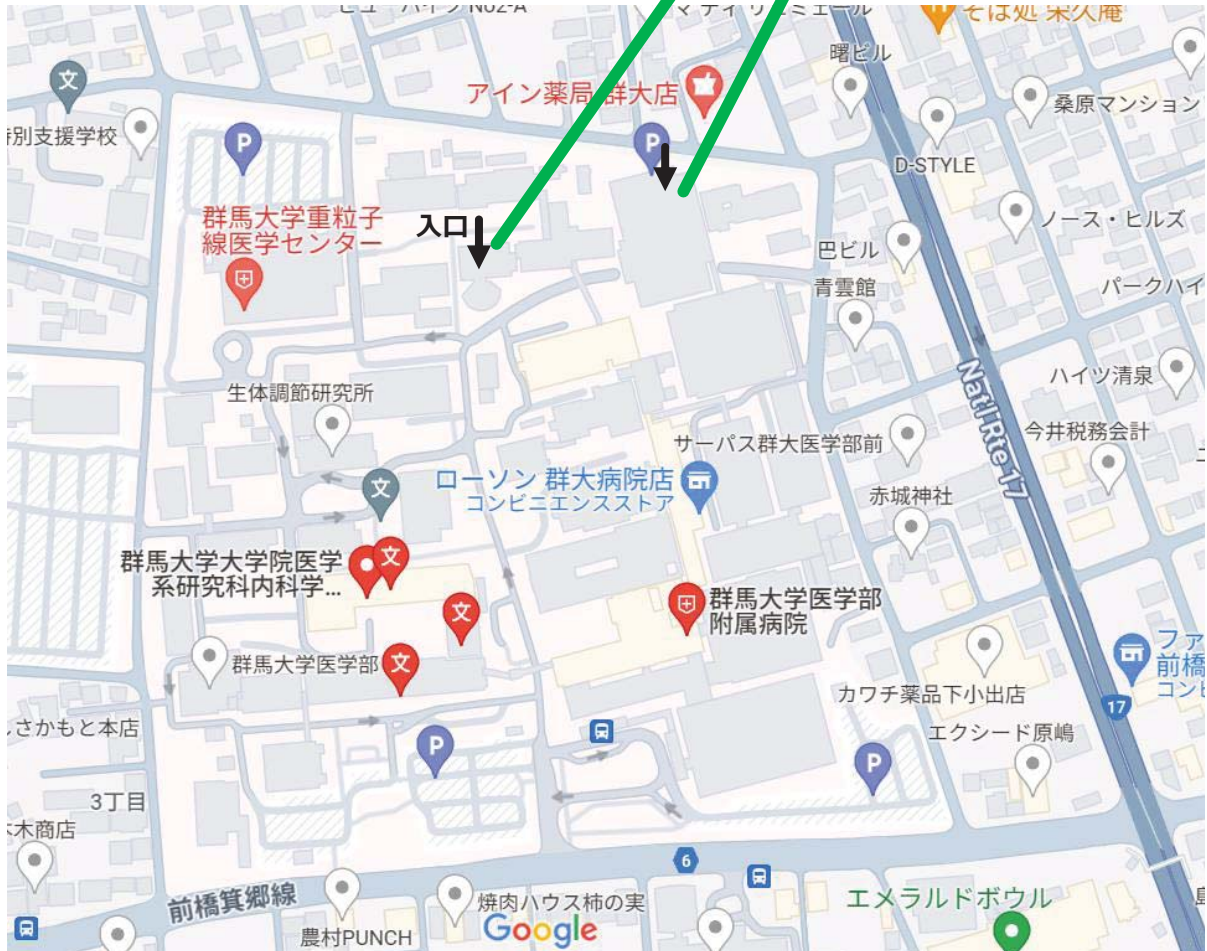 そば処 栄久庵
曙ビル
アイン薬局 群大店
桑原マンション
D-STYLE
群馬大学重粒子
線医学センター
入口
ノース・ヒルズ
巴ビル
青雲館
パークハイ
生体調節研究所
ハイツ清泉
Nat'l Rte 17
サーパス群大医学部前
今井税務会計
ローソン 群大病院店
コンビニエンスストア
赤城神社
群馬大学大学院医学
系研究科内科学...
群馬大学医学部
附属病院
群馬大学医学部
ファ
前橋
コンビ
カワチ薬品下小出店
17
さかもと本店
エクシード原嶋
3丁目
木商店
6
前橋箕郷線
焼肉ハウス柿の実
エメラルドボウル
農村PUNCH
Google